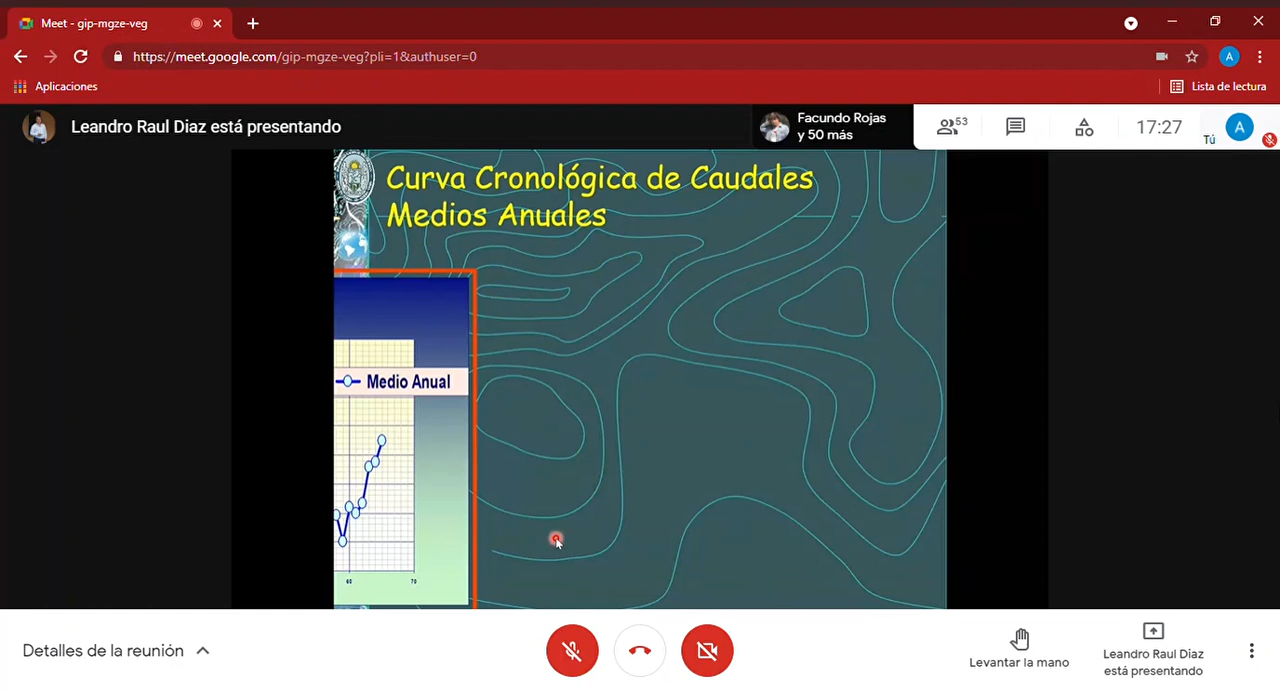 Meet - gip-mgze-veg
https://meet.google.com/gip-mgze-veg?pli=1&authuser=0
A
Aplicaciones
Lista de lectura
Leandro Raul Diaz está presentando
Facundo Rojas
y 50 más
53
17:27
Tú
A
Curva Cronológica de Caudales
Medios Anuales
Medio Anual
60
70
Detalles de la reunión
Levantar la mano
Leandro Raul Diaz
está presentando